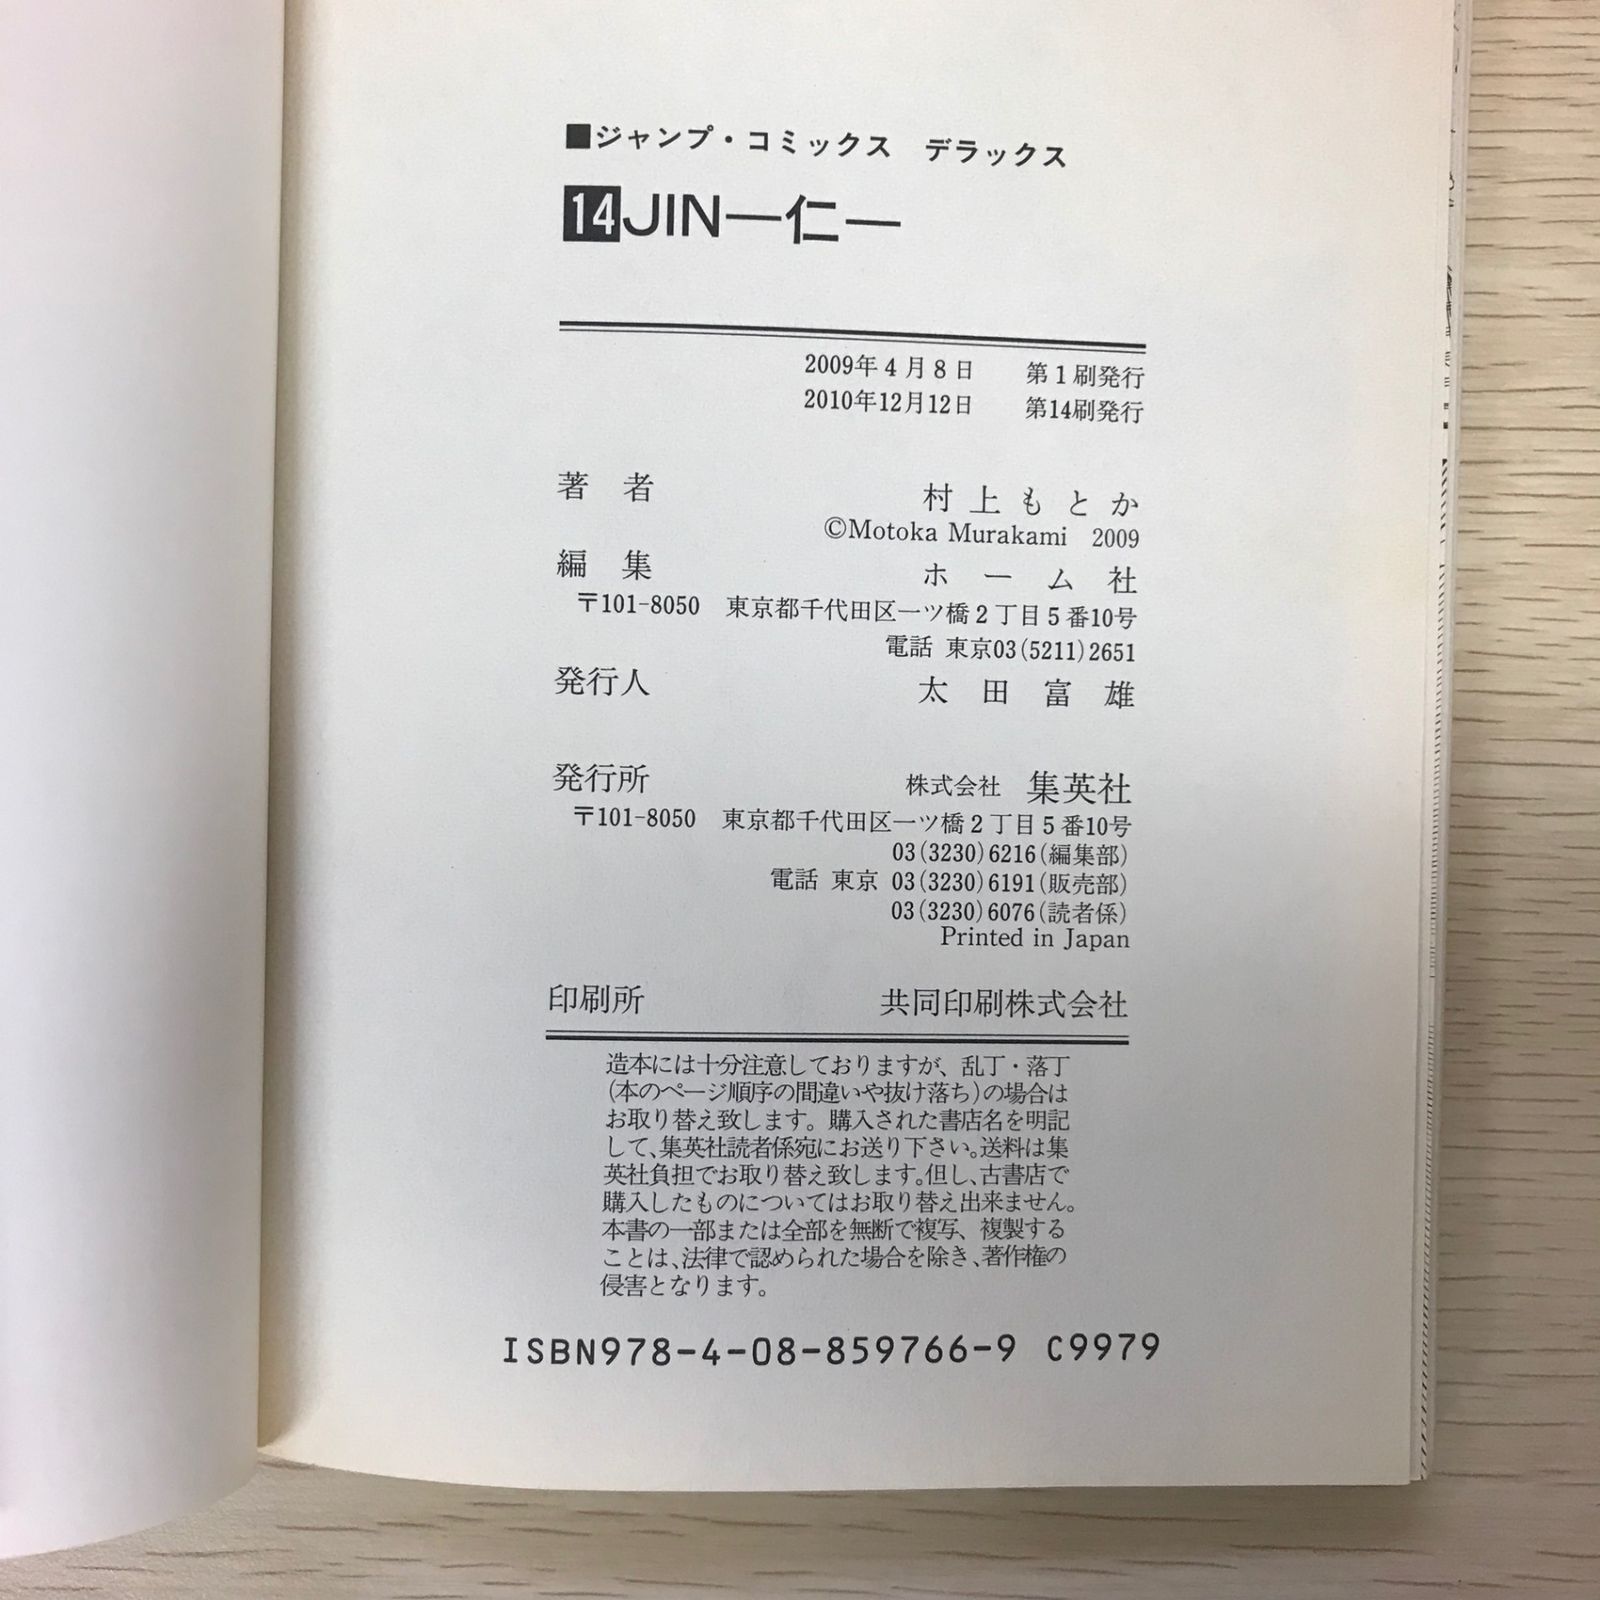 ■ジャンプ・コミックス デラックス
14 JIN―仁―
2009年4月8日 第1刷発行
2010年12月12日 第14刷発行
著者 村上もとか
©Motoka Murakami 2009
編集 ホーム社
〒101-8050 東京都千代田区一ツ橋2丁目5番10号
電話 東京03(5211)2651
発行人 太田富雄
発行所 株式会社 集英社
〒101-8050 東京都千代田区一ツ橋2丁目5番10号
03(3230)6216(編集部)
電話 東京 03(3230)6191(販売部)
03(3230)6076(読者係)
Printed in Japan
印刷所 共同印刷株式会社
造本には十分注意しておりますが、乱丁・落丁
(本のページ順序の間違いや抜け落ち)の場合は
お取り替え致します。購入された書店名を明記
して、集英社読者係宛にお送り下さい。送料は集
英社負担でお取り替え致します。但し、古書店で
購入したものについてはお取り替え出来ません。
本書の一部または全部を無断で複写、複製する
ことは、法律で認められた場合を除き、著作権の
侵害となります。
ISBN978-4-08-859766-9 C9979